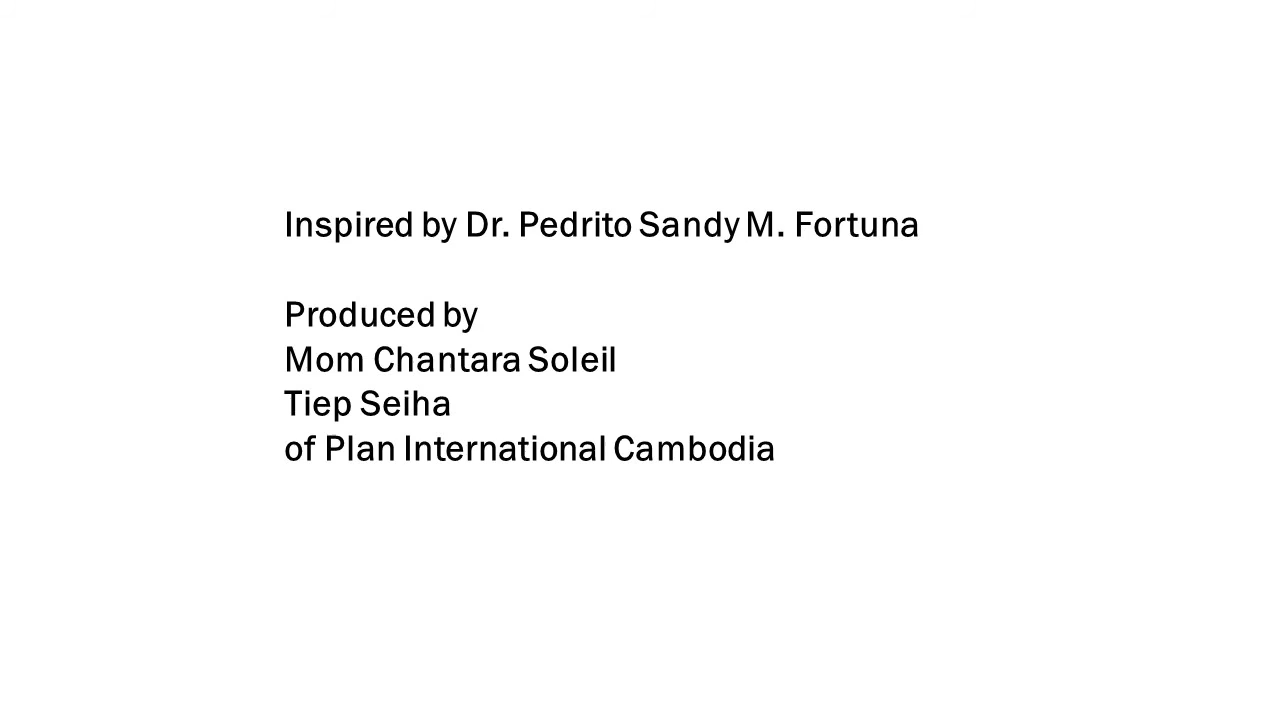 Inspired by Dr. Pedrito Sandy M. Fortuna
Produced by
Mom Chantara Soleil
Tiep Seiha
of Plan International Cambodia